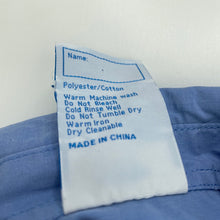 Name:
Polyester/Cotton
Warm Machine wash
Do Not Bleach
Cold Rinse Well
Do Not Tumble Dry
Warm Iron
Dry Cleanable
MADE IN CHINA